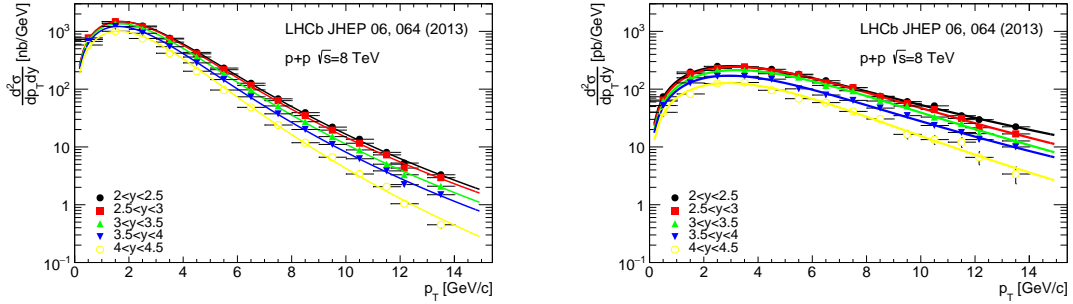 d²σ/dp_Tdy [nb/GeV]
LHCb JHEP 06, 064 (2013)
p+p √s=8 TeV
10³
10²
10
1
10⁻¹
2<y<2.5
2.5<y<3
3<y<3.5
3.5<y<4
4<y<4.5
0 2 4 6 8 10 12 14
p_T [GeV/c]
d²σ/dp_Tdy [pb/GeV]
LHCb JHEP 06, 064 (2013)
p+p √s=8 TeV
10³
10²
10
1
10⁻¹
2<y<2.5
2.5<y<3
3<y<3.5
3.5<y<4
4<y<4.5
0 2 4 6 8 10 12 14
p_T [GeV/c]